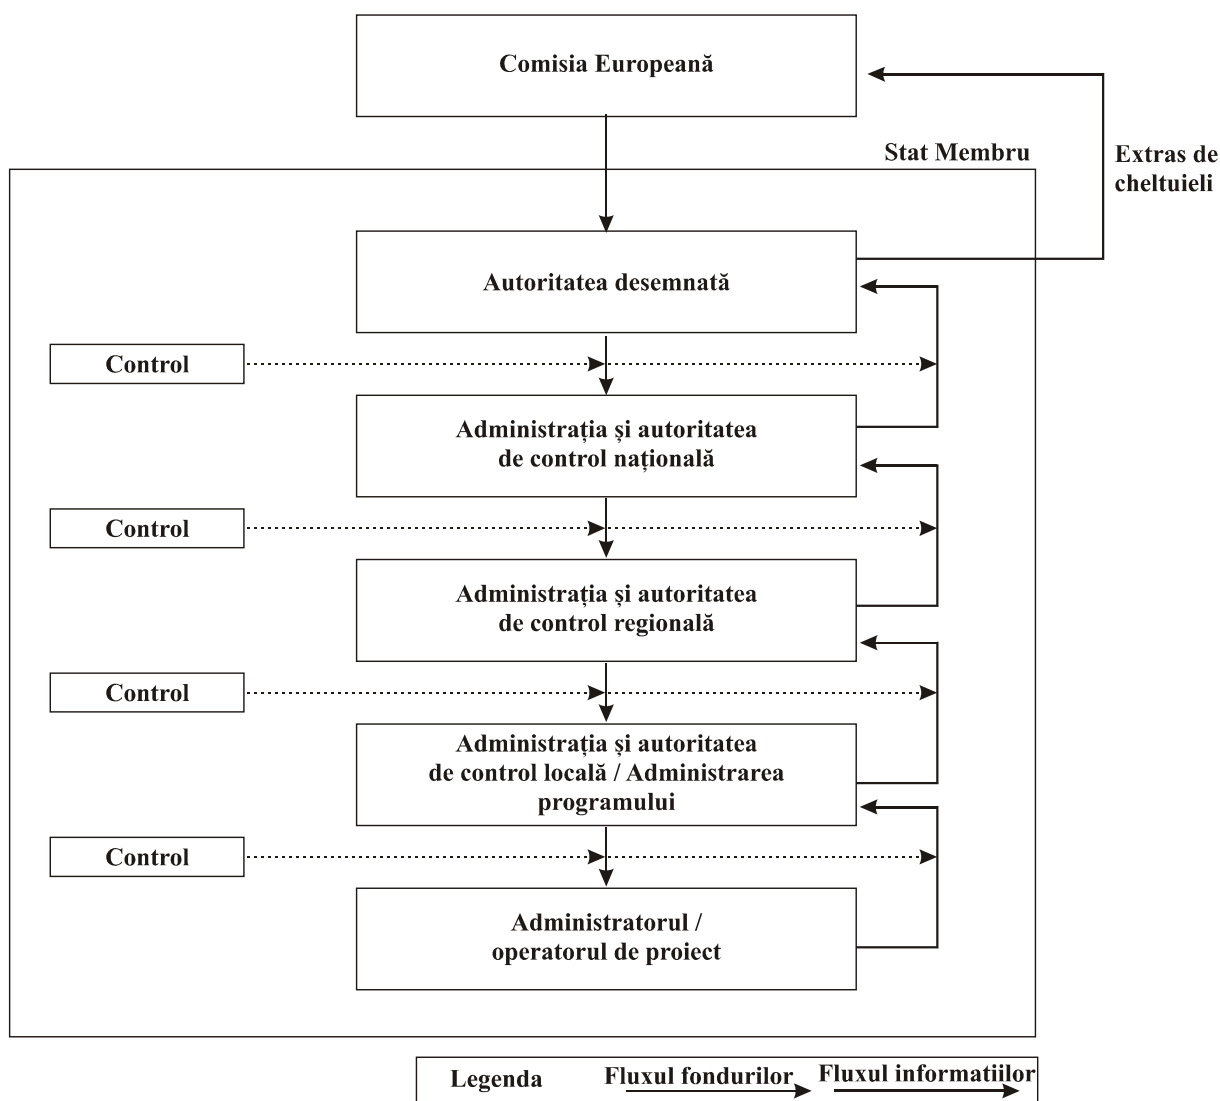 Comisia Europeană
Stat Membru
Extras de
cheltuieli
Autoritatea desemnată
Control
Administrația și autoritatea
de control națională
Control
Administrația și autoritatea
de control regională
Control
Administrația și autoritatea
de control locală / Administrarea
programului
Control
Administratorul /
operatorul de proiect
Legenda
Fluxul fondurilor
Fluxul informatiilor